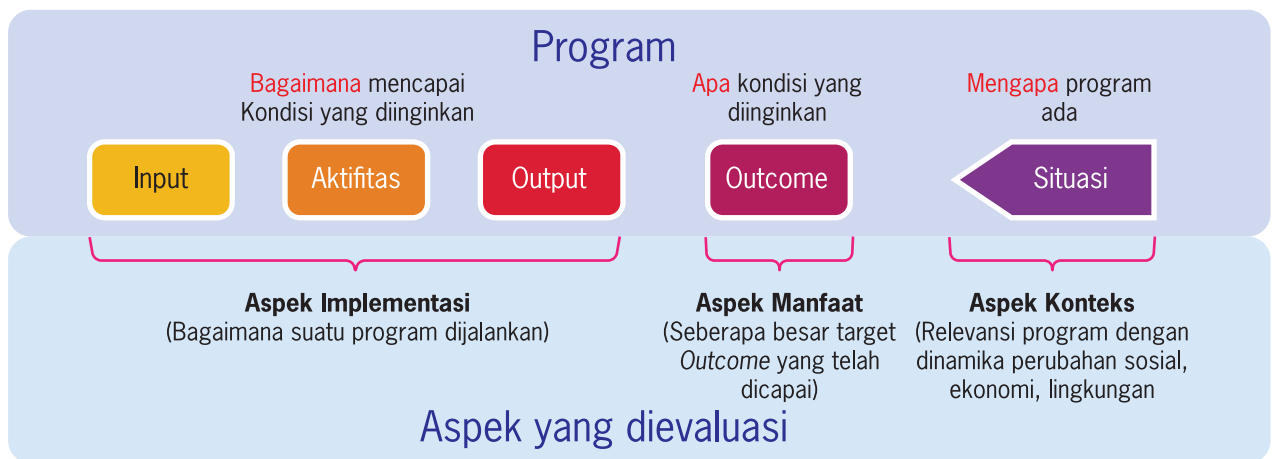 Program
Bagaimana mencapai
Kondisi yang diinginkan
Apa kondisi yang
diinginkan
Mengapa program
ada
Input
Aktifitas
Output
Outcome
Situasi
Aspek Implementasi
(Bagaimana suatu program dijalankan)
Aspek Manfaat
(Seberapa besar target
Outcome yang telah
dicapai)
Aspek Konteks
(Relevansi program dengan
dinamika perubahan sosial,
ekonomi, lingkungan
Aspek yang dievaluasi